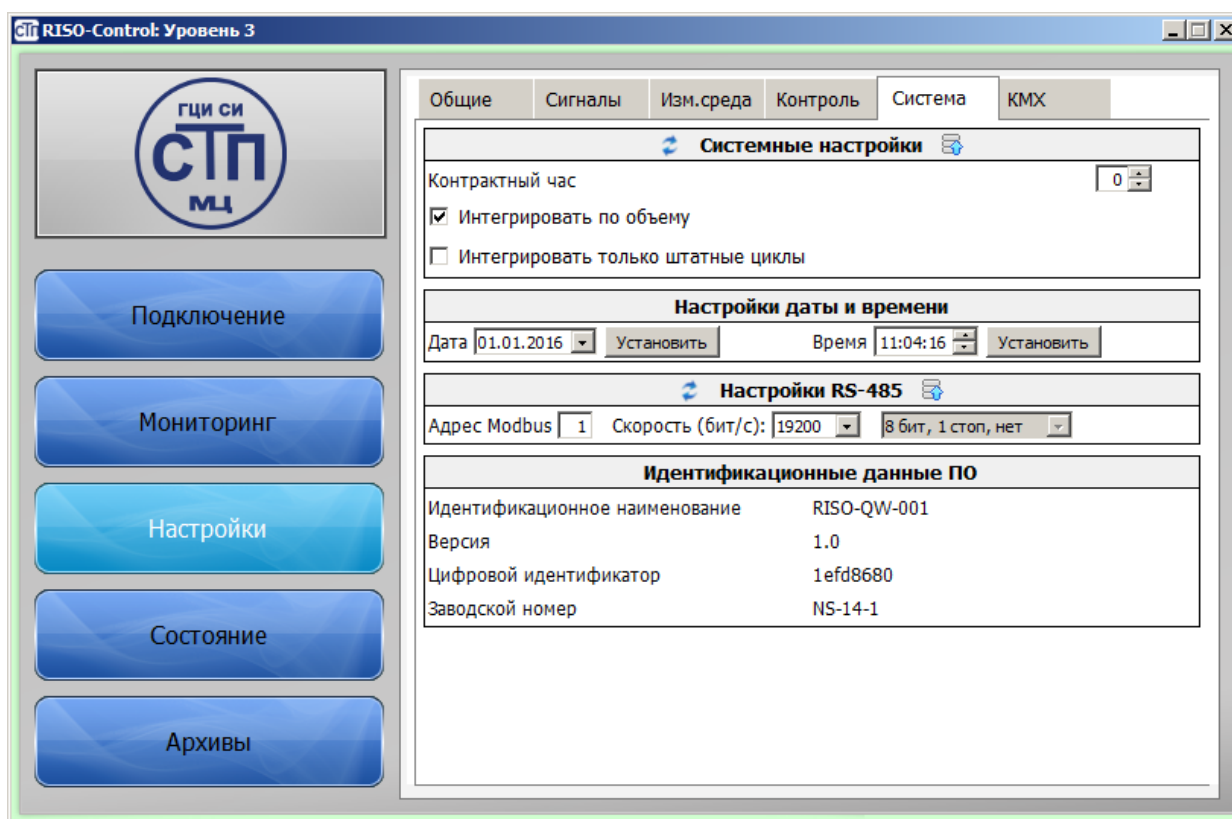 стп RISO-Control: Уровень 3
ГЦИ СИ
СТП
МЦ
Подключение
Мониторинг
Настройки
Состояние
Архивы
Общие Сигналы Изм.среда Контроль Система КМХ
Системные настройки
Контрактный час 0
Интегрировать по объему
Интегрировать только штатные циклы
Настройки даты и времени
Дата 01.01.2016 Установить Время 11:04:16 Установить
Настройки RS-485
Адрес Modbus 1 Скорость (бит/с): 19200 8 бит, 1 стоп, нет
Идентификационные данные ПО
Идентификационное наименование RISO-QW-001
Версия 1.0
Цифровой идентификатор 1efd8680
Заводской номер NS-14-1